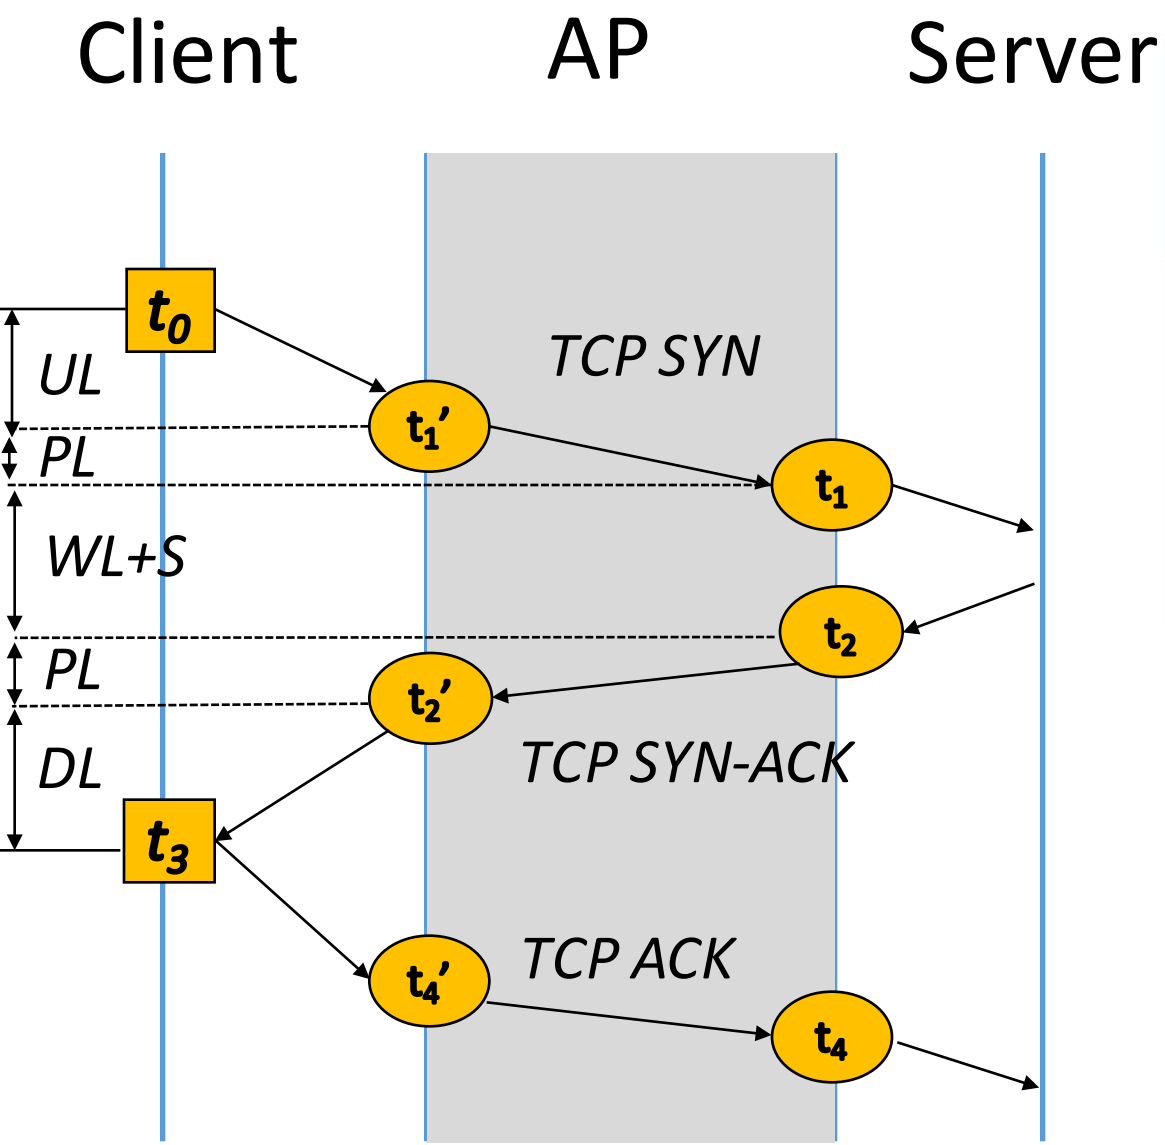 Client AP Server
t0
UL
TCP SYN
t1’
PL
t1
WL+S
t2
PL
t2’
DL
TCP SYN-ACK
t3
TCP ACK
t4’
t4